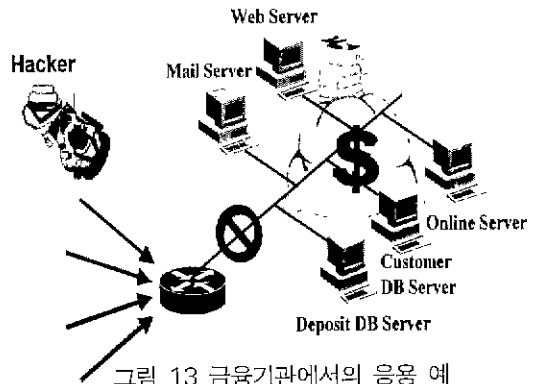 Web Server
Hacker
Mail Server
$
Online Server
Customer
DB Server
Deposit DB Server
그림 13 금융기관에서의 응용 예